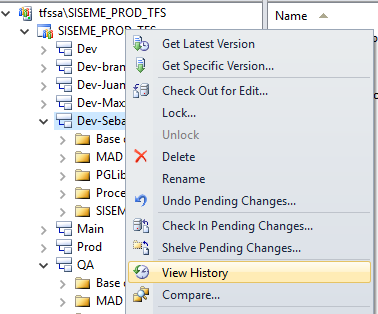 tfssa\SISEME_PROD_TFS
Name
SISEME_PROD_TFS
Dev
Get Latest Version
Dev-bran
Get Specific Version...
Dev-Juan
Dev-Max
Check Out for Edit...
Dev-Seba
Lock...
Base
Unlock
MAD
Delete
PGLib
Rename
Proce
Undo Pending Changes...
SISEM
Main
Check In Pending Changes...
Prod
Shelve Pending Changes...
QA
View History
Base
MAD
Compare...